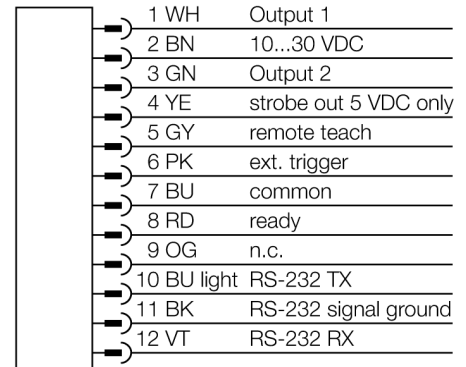 1 WH Output 1
2 BN 10...30 VDC
3 GN Output 2
4 YE strobe out 5 VDC only
5 GY remote teach
6 PK ext. trigger
7 BU common
8 RD ready
9 OG n.c.
10 BU light RS-232 TX
11 BK RS-232 signal ground
12 VT RS-232 RX